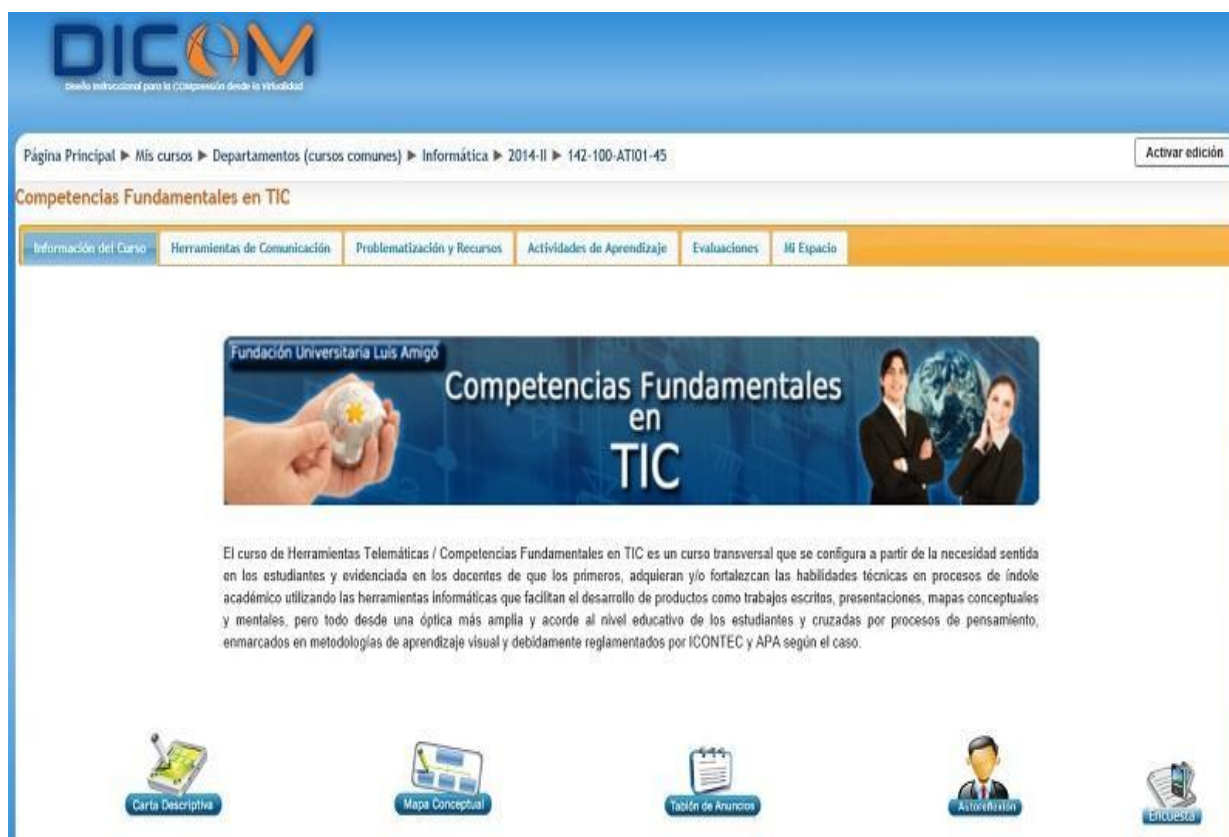 DICOM
Diseño Instruccional para la COmprensión desde la Virtualidad
Página Principal ► Mis cursos ► Departamentos (cursos comunes) ► Informática ► 2014-II ► 142-100-ATI01-45
Activar edición
Competencias Fundamentales en TIC
Información del Curso
Herramientas de Comunicación
Problematización y Recursos
Actividades de Aprendizaje
Evaluaciones
Mi Espacio
Fundación Universitaria Luis Amigó
Competencias Fundamentales
en
TIC
El curso de Herramientas Telemáticas / Competencias Fundamentales en TIC es un curso transversal que se configura a partir de la necesidad sentida
en los estudiantes y evidenciada en los docentes de que los primeros, adquieran y/o fortalezcan las habilidades técnicas en procesos de índole
académico utilizando las herramientas informáticas que facilitan el desarrollo de productos como trabajos escritos, presentaciones, mapas conceptuales
y mentales, pero todo desde una óptica más amplia y acorde al nivel educativo de los estudiantes y cruzadas por procesos de pensamiento,
enmarcados en metodologías de aprendizaje visual y debidamente reglamentados por ICONTEC y APA según el caso.
Carta Descriptiva
Mapa Conceptual
Tablón de Anuncios
Autoreflexión
Encuesta